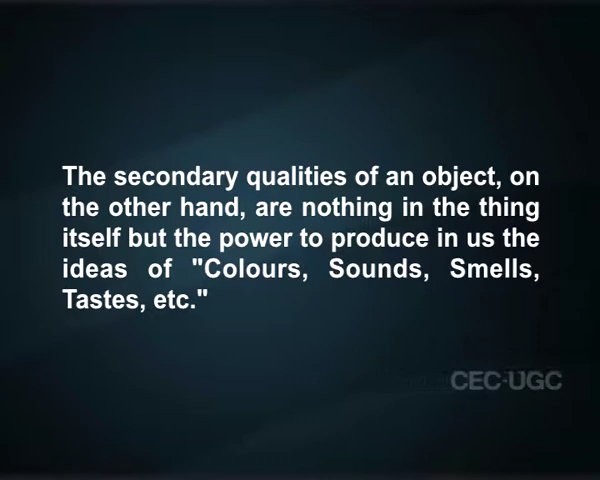 The secondary qualities of an object, on
the other hand, are nothing in the thing
itself but the power to produce in us the
ideas of "Colours, Sounds, Smells,
Tastes, etc."
CEC-UGC